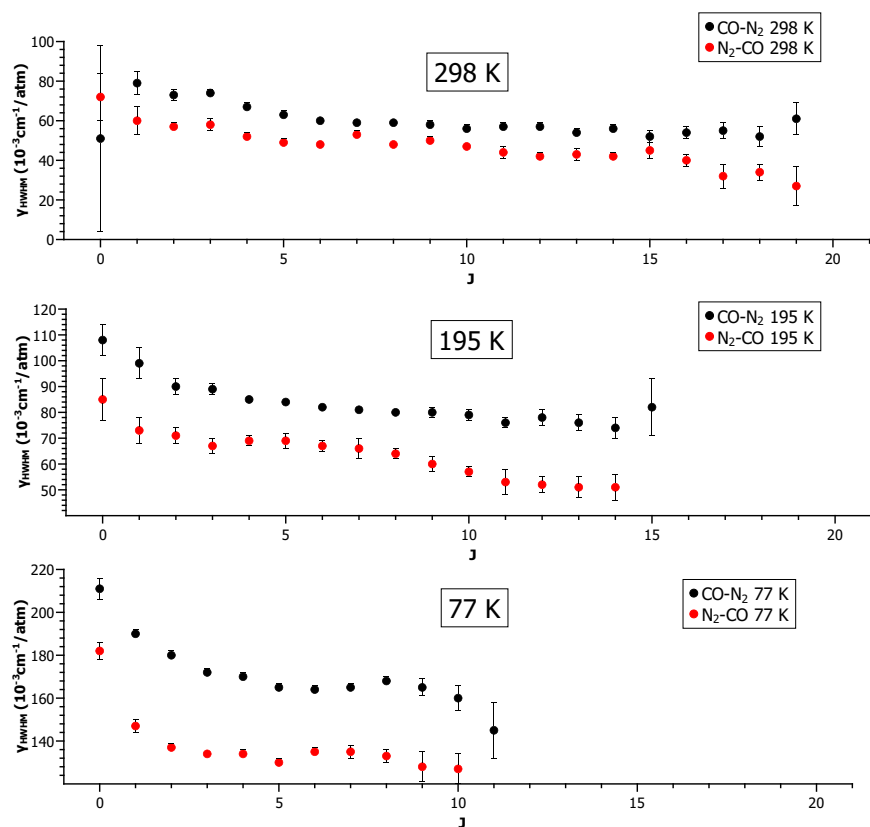 298 K
CO-N₂ 298 K
N₂-CO 298 K
γHWHM (10⁻³cm⁻¹/atm)
100
80
60
40
20
0
0 5 10 15 20
J
195 K
CO-N₂ 195 K
N₂-CO 195 K
γHWHM (10⁻³cm⁻¹/atm)
120
110
100
90
80
70
60
50
0 5 10 15 20
J
77 K
CO-N₂ 77 K
N₂-CO 77 K
γHWHM (10⁻³cm⁻¹/atm)
220
200
180
160
140
0 5 10 15 20
J